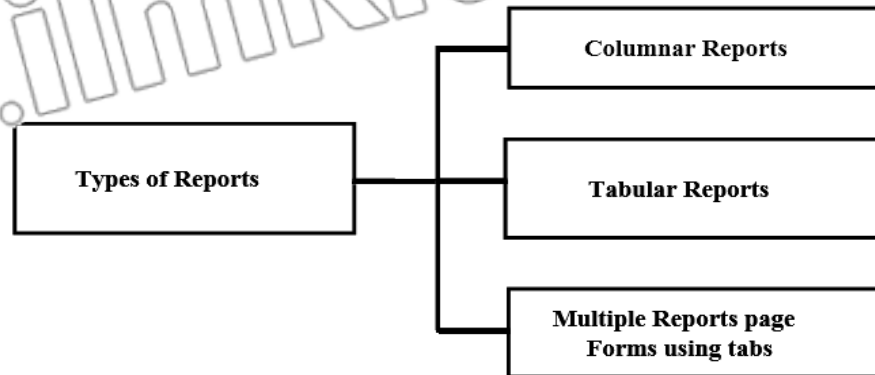 Columnar Reports
Types of Reports
Tabular Reports
Multiple Reports page
Forms using tabs